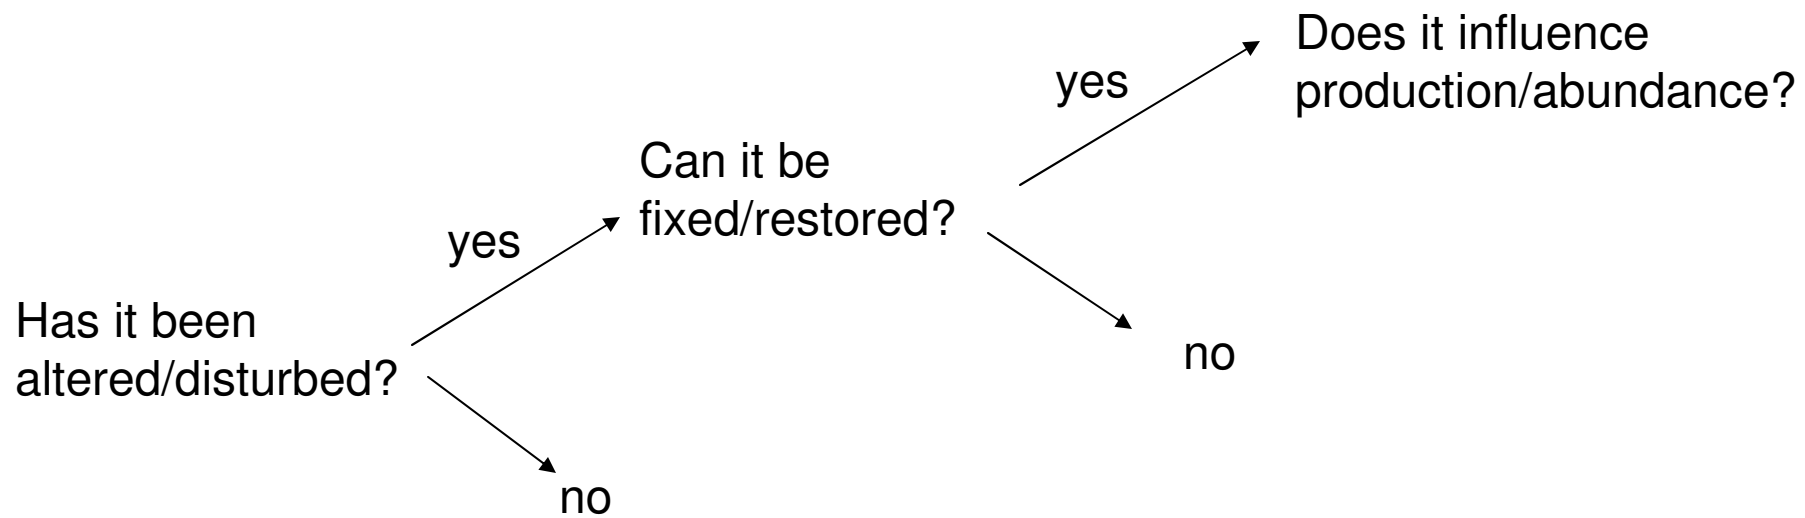 Does it influence
production/abundance?
yes
Can it be
fixed/restored?
yes
no
Has it been
altered/disturbed?
no